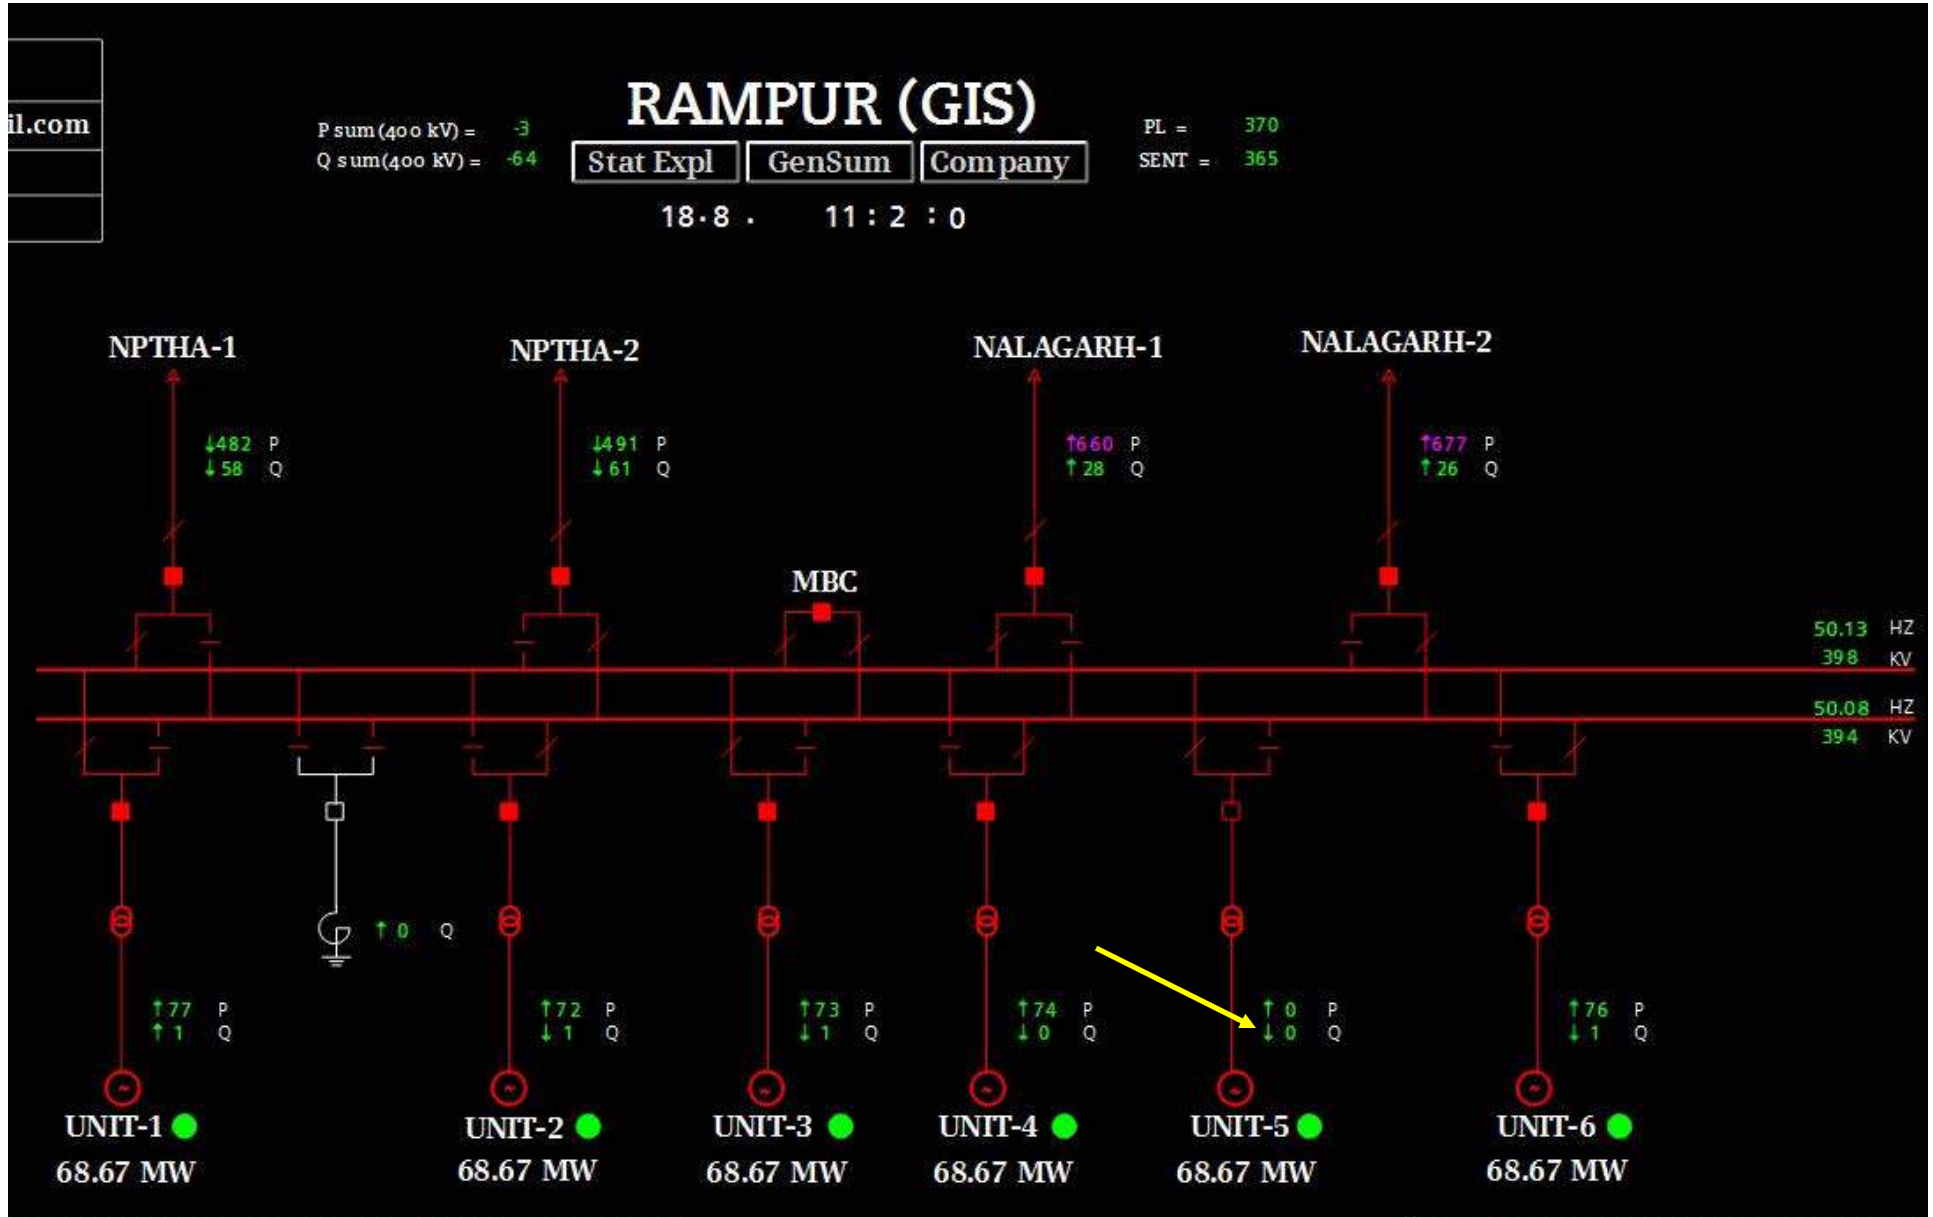 il.com
RAMPUR (GIS)
P sum(400 kV) = -3
Q sum(400 kV) = -64
PL = 370
SENT = 365
Stat Expl GenSum Company
18.8 . 11 : 2 : 0
NPTHA-1 NPTHA-2 NALAGARH-1 NALAGARH-2
↓482 P ↓491 P ↑660 P ↑677 P
↓58 Q ↓61 Q ↑28 Q ↑26 Q
MBC
50.13 HZ
398 KV
50.08 HZ
394 KV
↑0 Q
↑77 P ↑72 P ↑73 P ↑74 P ↑0 P ↑76 P
↑1 Q ↓1 Q ↓1 Q ↓0 Q ↓0 Q ↓1 Q
UNIT-1 UNIT-2 UNIT-3 UNIT-4 UNIT-5 UNIT-6
68.67 MW 68.67 MW 68.67 MW 68.67 MW 68.67 MW 68.67 MW